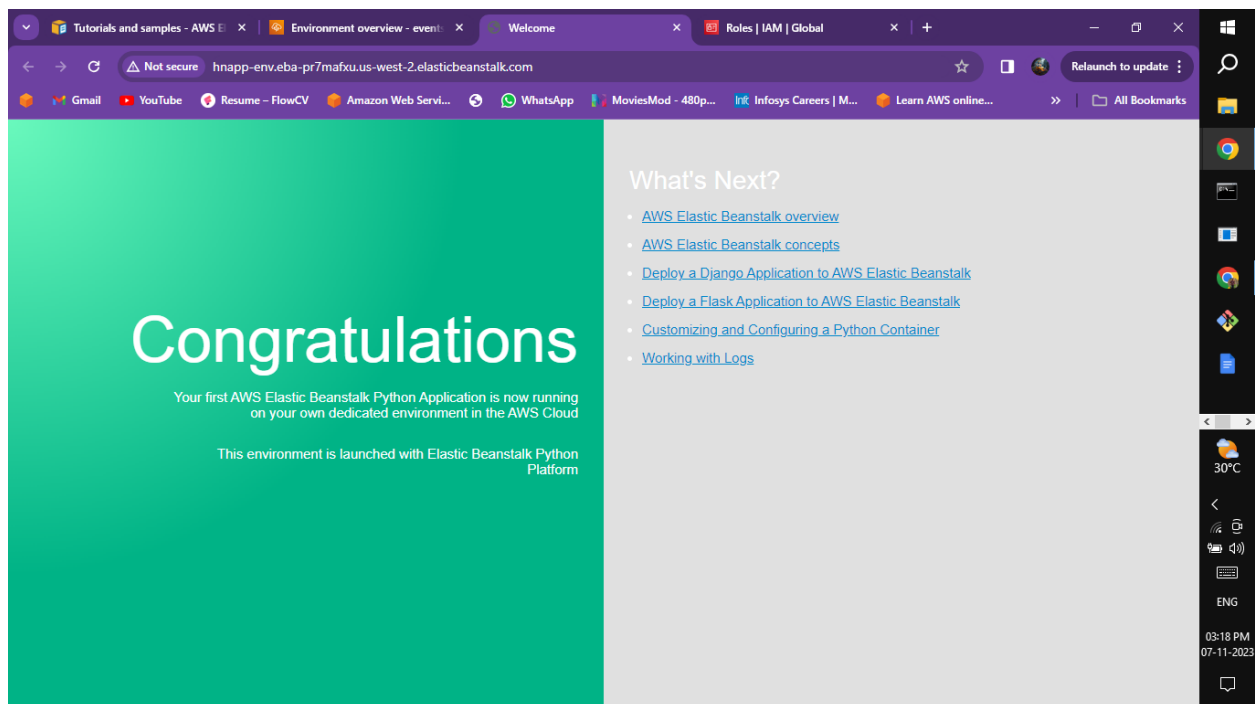 Tutorials and samples - AWS E
Environment overview - events
Welcome
Roles | IAM | Global
Not secure
hnapp-env.eba-pr7mafxu.us-west-2.elasticbeanstalk.com
Relaunch to update
Gmail
YouTube
Resume – FlowCV
Amazon Web Servi...
WhatsApp
MoviesMod - 480p...
Infosys Careers | M...
Learn AWS online...
All Bookmarks
Congratulations
Your first AWS Elastic Beanstalk Python Application is now running
on your own dedicated environment in the AWS Cloud
This environment is launched with Elastic Beanstalk Python
Platform
What's Next?
AWS Elastic Beanstalk overview
AWS Elastic Beanstalk concepts
Deploy a Django Application to AWS Elastic Beanstalk
Deploy a Flask Application to AWS Elastic Beanstalk
Customizing and Configuring a Python Container
Working with Logs
30°C
ENG
03:18 PM
07-11-2023